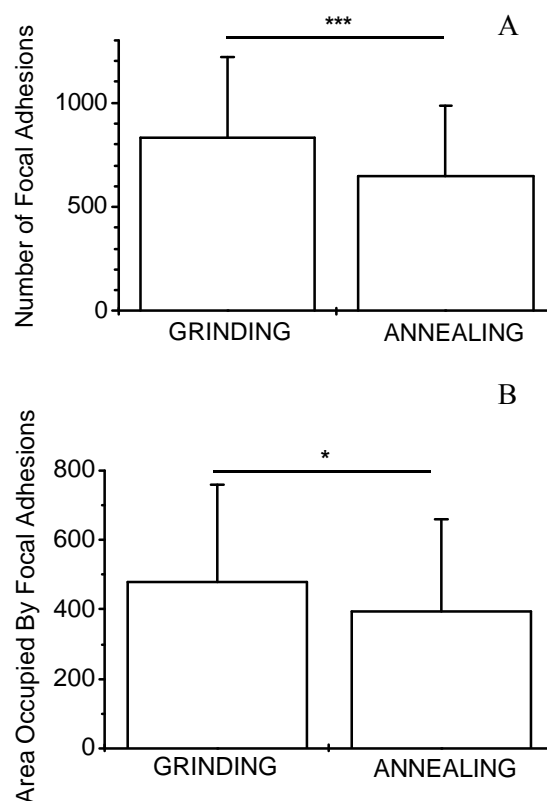 A
***
Number of Focal Adhesions
1000
500
0
GRINDING ANNEALING
B
*
Area Occupied By Focal Adhesions
800
600
400
200
0
GRINDING ANNEALING